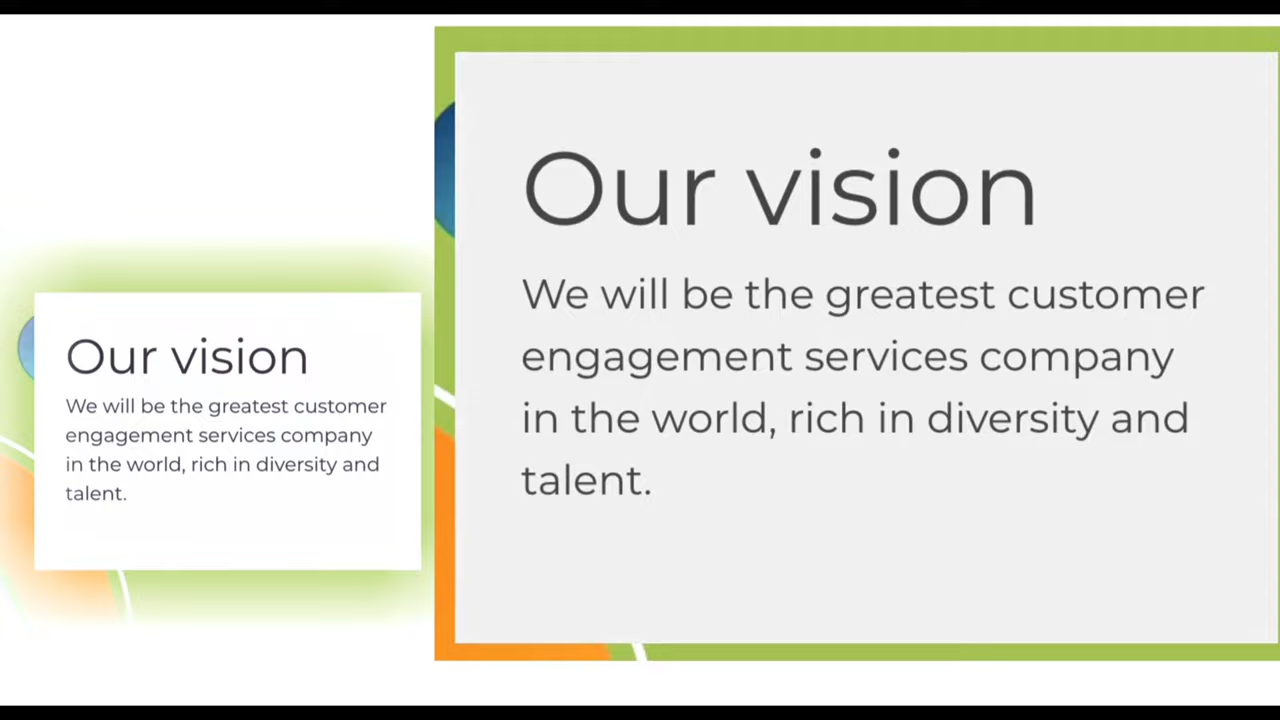 Our vision
We will be the greatest customer
engagement services company
in the world, rich in diversity and
talent.
Our vision
We will be the greatest customer
engagement services company
in the world, rich in diversity and
talent.